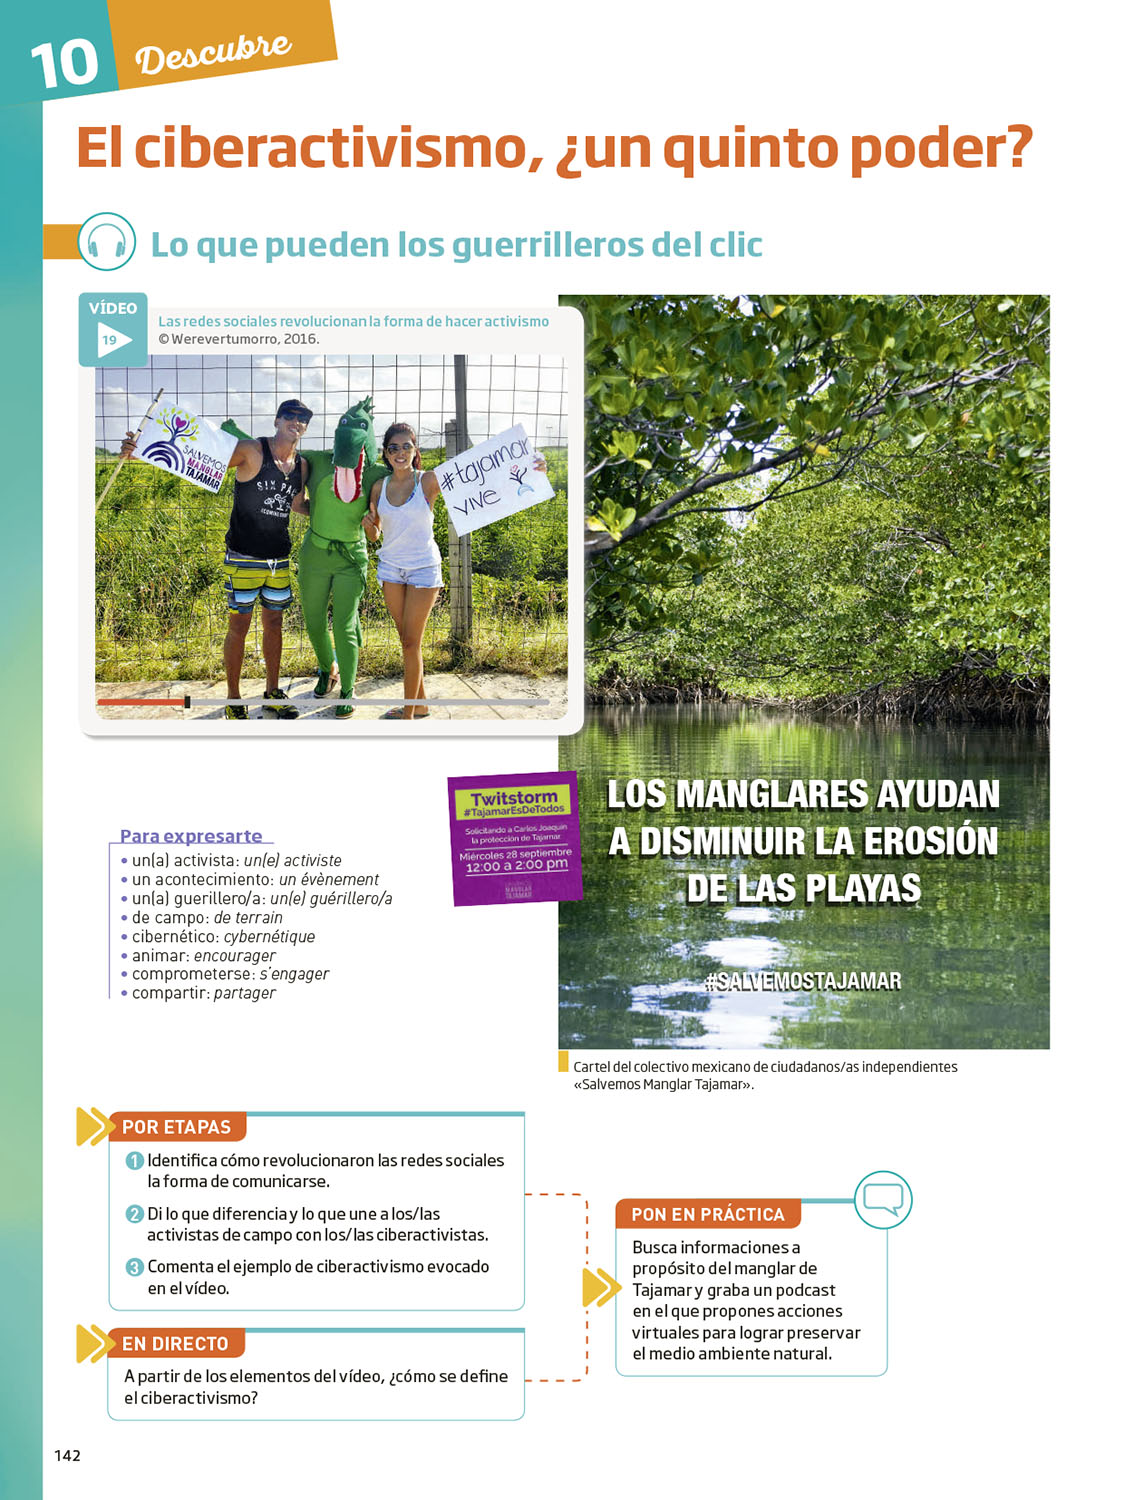 10 Descubre
El ciberactivismo, ¿un quinto poder?
Lo que pueden los guerrilleros del clic
VÍDEO
19
Las redes sociales revolucionan la forma de hacer activismo
© Werevertumorro, 2016.
SALVEMOS
MANGLAR
TAJAMAR
SIX PA
#tajamar
vive
Twitstorm
#TajamarEsDeTodos
Solicitando a Carlos Joaquín
la protección de Tajamar
Miércoles 28 septiembre
12:00 a 2:00 pm
MANGLAR
TAJAMAR
LOS MANGLARES AYUDAN
A DISMINUIR LA EROSIÓN
DE LAS PLAYAS
#SALVEMOSTAJAMAR
Cartel del colectivo mexicano de ciudadanos/as independientes
«Salvemos Manglar Tajamar».
Para expresarte
• un(a) activista: un(e) activiste
• un acontecimiento: un évènement
• un(a) guerillero/a: un(e) guérillero/a
• de campo: de terrain
• cibernético: cybernétique
• animar: encourager
• comprometerse: s'engager
• compartir: partager
POR ETAPAS
1 Identifica cómo revolucionaron las redes sociales
la forma de comunicarse.
2 Di lo que diferencia y lo que une a los/las
activistas de campo con los/las ciberactivistas.
3 Comenta el ejemplo de ciberactivismo evocado
en el vídeo.
EN DIRECTO
A partir de los elementos del vídeo, ¿cómo se define
el ciberactivismo?
PON EN PRÁCTICA
Busca informaciones a
propósito del manglar de
Tajamar y graba un podcast
en el que propones acciones
virtuales para lograr preservar
el medio ambiente natural.
142